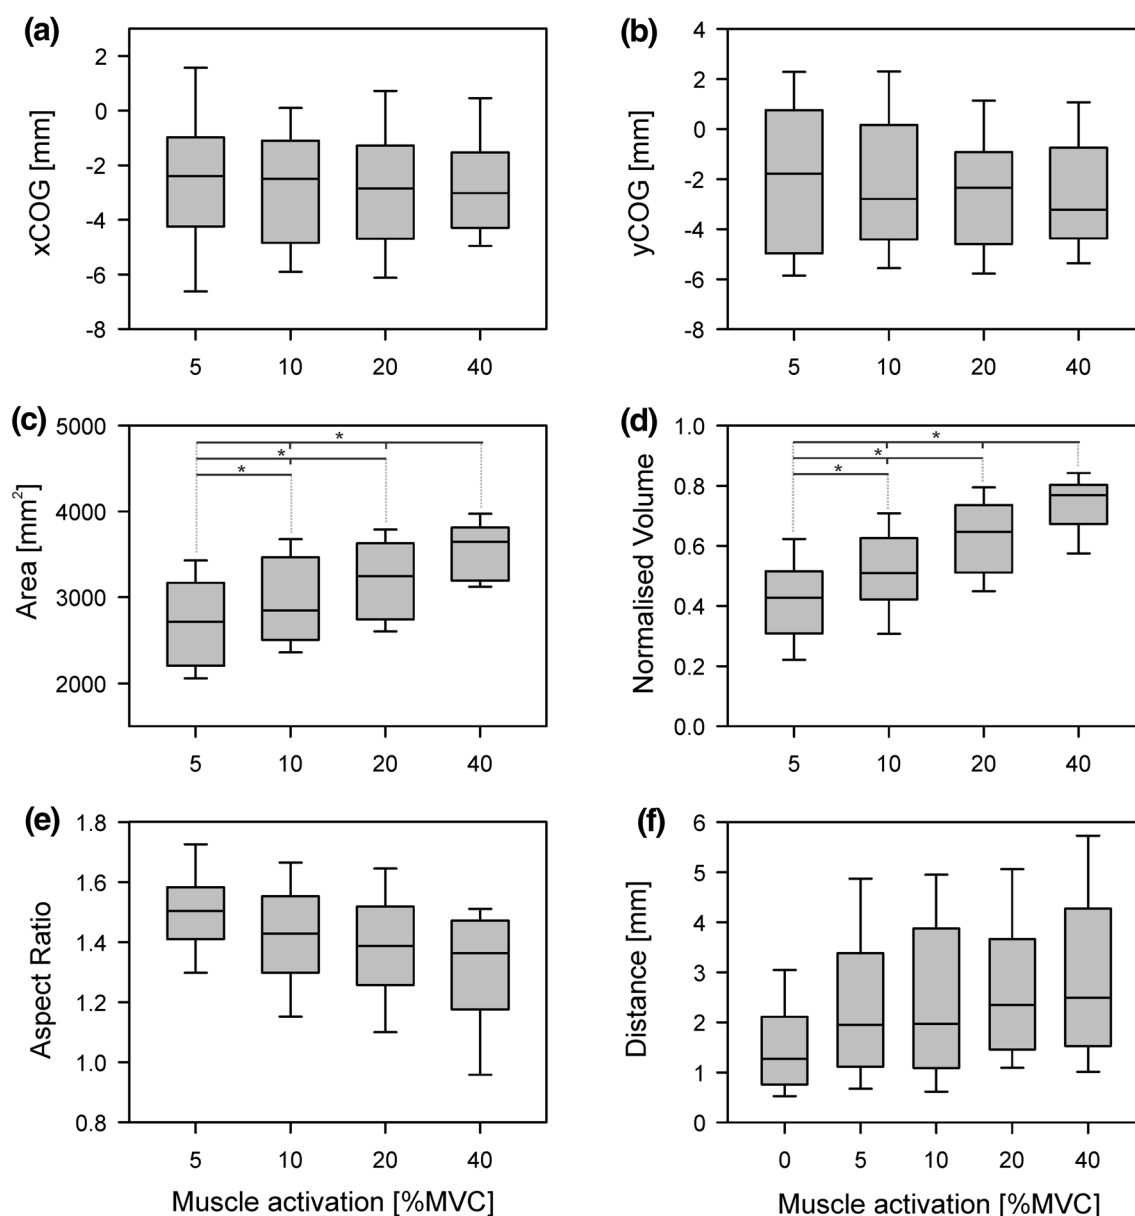 (a)
xCOG [mm]
2
0
-2
-4
-6
-8
5 10 20 40
(b)
yCOG [mm]
4
2
0
-2
-4
-6
-8
5 10 20 40
(c)
Area [mm²]
5000
4000
3000
2000
* * *
5 10 20 40
(d)
Normalised Volume
1.0
0.8
0.6
0.4
0.2
0.0
* * *
5 10 20 40
(e)
Aspect Ratio
1.8
1.6
1.4
1.2
1.0
0.8
5 10 20 40
Muscle activation [%MVC]
(f)
Distance [mm]
6
5
4
3
2
1
0
0 5 10 20 40
Muscle activation [%MVC]